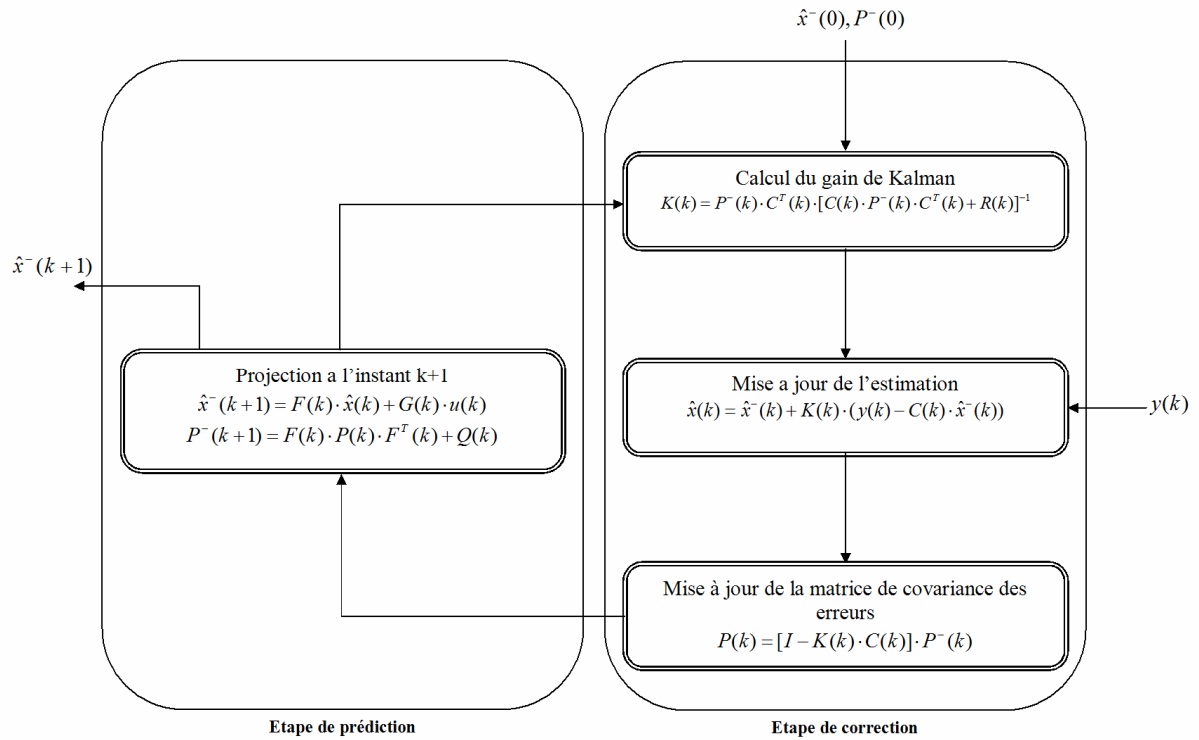 x̂⁻(0), P⁻(0)
Calcul du gain de Kalman
K(k) = P⁻(k)·Cᵀ(k)·[C(k)·P⁻(k)·Cᵀ(k)+R(k)]⁻¹
x̂⁻(k+1)
Projection a l’instant k+1
x̂⁻(k+1) = F(k)·x̂(k)+G(k)·u(k)
P⁻(k+1) = F(k)·P(k)·Fᵀ(k)+Q(k)
Mise a jour de l’estimation
x̂(k) = x̂⁻(k)+K(k)·(y(k)−C(k)·x̂⁻(k))
y(k)
Mise à jour de la matrice de covariance des
erreurs
P(k) = [I−K(k)·C(k)]·P⁻(k)
Etape de prédiction
Etape de correction